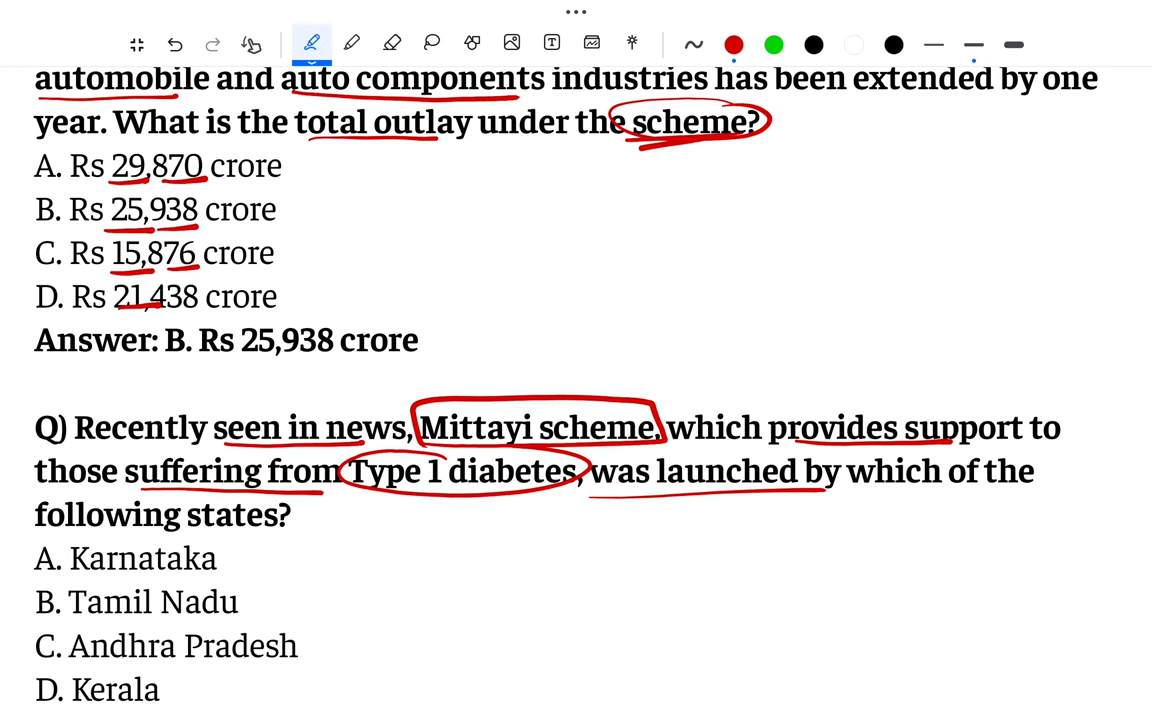 automobile and auto components industries has been extended by one
year. What is the total outlay under the scheme?
A. Rs 29,870 crore
B. Rs 25,938 crore
C. Rs 15,876 crore
D. Rs 21,438 crore
Answer: B. Rs 25,938 crore
Q) Recently seen in news, Mittayi scheme, which provides support to
those suffering from Type 1 diabetes, was launched by which of the
following states?
A. Karnataka
B. Tamil Nadu
C. Andhra Pradesh
D. Kerala